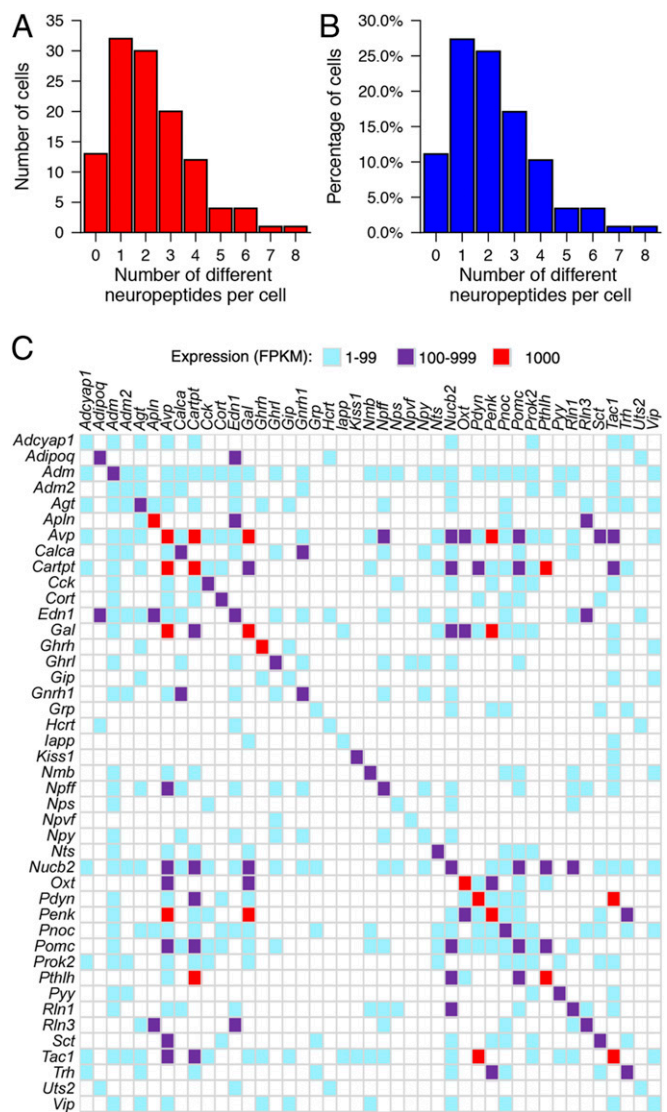 A
Number of cells
35
30
25
20
15
10
5
0
0 1 2 3 4 5 6 7 8
Number of different
neuropeptides per cell
B
Percentage of cells
30.0%
25.0%
20.0%
15.0%
10.0%
5.0%
0.0%
0 1 2 3 4 5 6 7 8
Number of different
neuropeptides per cell
C
Expression (FPKM): 1-99 100-999 1000
Adcyap1
Adipoq
Adm
Adm2
Agt
Apln
Avp
Calca
Cartpt
Cck
Cort
Edn1
Gal
Ghrh
Ghrl
Gip
Gnrh1
Grp
Hcrt
Iapp
Kiss1
Nmb
Npff
Nps
Npvf
Npy
Nts
Nucb2
Oxt
Pdyn
Penk
Pnoc
Pomc
Prok2
Pthlh
Pyy
Rln1
Rln3
Sct
Tac1
Trh
Uts2
Vip
Adcyap1
Adipoq
Adm
Adm2
Agt
Apln
Avp
Calca
Cartpt
Cck
Cort
Edn1
Gal
Ghrh
Ghrl
Gip
Gnrh1
Grp
Hcrt
Iapp
Kiss1
Nmb
Npff
Nps
Npvf
Npy
Nts
Nucb2
Oxt
Pdyn
Penk
Pnoc
Pomc
Prok2
Pthlh
Pyy
Rln1
Rln3
Sct
Tac1
Trh
Uts2
Vip